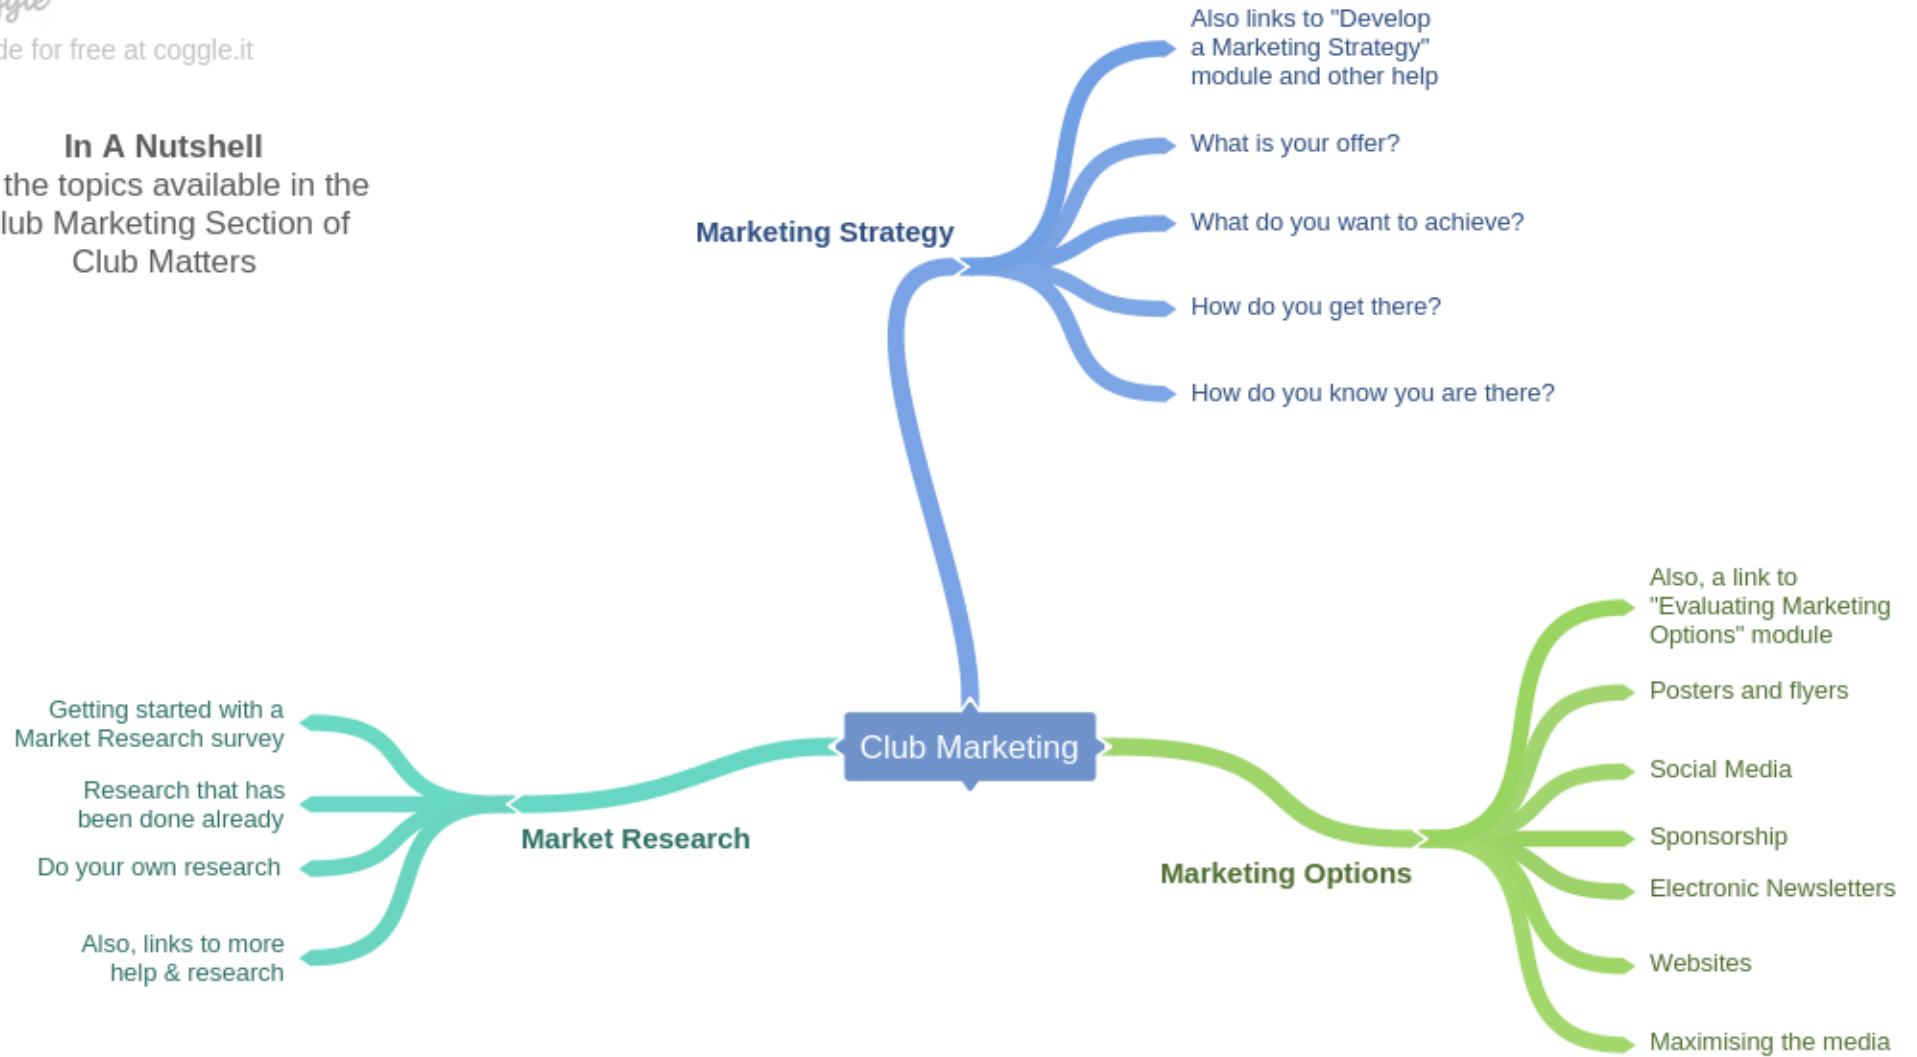 de for free at coggle.it
In A Nutshell
the topics available in the
lub Marketing Section of
Club Matters
Marketing Strategy
Also links to "Develop
a Marketing Strategy"
module and other help
What is your offer?
What do you want to achieve?
How do you get there?
How do you know you are there?
Club Marketing
Market Research
Getting started with a
Market Research survey
Research that has
been done already
Do your own research
Also, links to more
help & research
Marketing Options
Also, a link to
"Evaluating Marketing
Options" module
Posters and flyers
Social Media
Sponsorship
Electronic Newsletters
Websites
Maximising the media